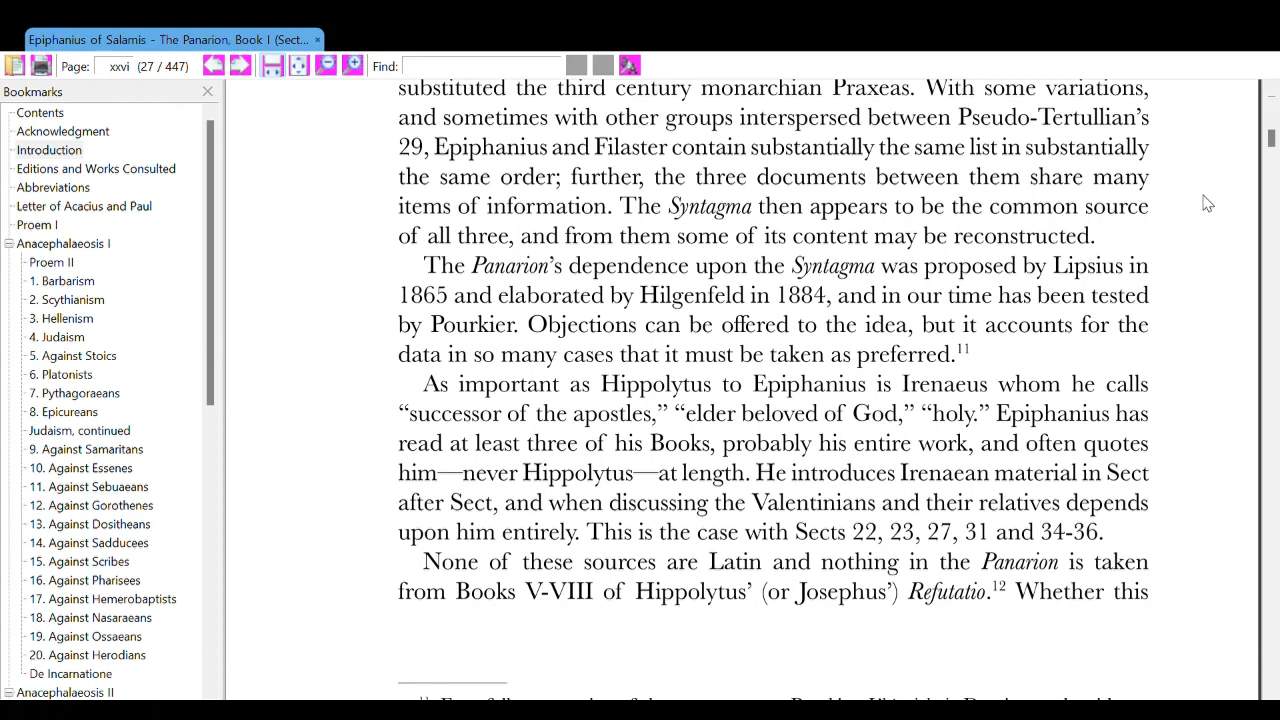 Epiphanius of Salamis - The Panarion, Book I (Sect... ×
Page: xxvi (27 / 447) Find:
Bookmarks
Contents
Acknowledgment
Introduction
Editions and Works Consulted
Abbreviations
Letter of Acacius and Paul
Proem I
Anacephalaeosis I
Proem II
1. Barbarism
2. Scythianism
3. Hellenism
4. Judaism
5. Against Stoics
6. Platonists
7. Pythagoraeans
8. Epicureans
Judaism, continued
9. Against Samaritans
10. Against Essenes
11. Against Sebuaeans
12. Against Gorothenes
13. Against Dositheans
14. Against Sadducees
15. Against Scribes
16. Against Pharisees
17. Against Hemerobaptists
18. Against Nasaraeans
19. Against Ossaeans
20. Against Herodians
De Incarnatione
Anacephalaeosis II
substituted the third century monarchian Praxeas. With some variations,
and sometimes with other groups interspersed between Pseudo-Tertullian’s
29, Epiphanius and Filaster contain substantially the same list in substantially
the same order; further, the three documents between them share many
items of information. The Syntagma then appears to be the common source
of all three, and from them some of its content may be reconstructed.
The Panarion’s dependence upon the Syntagma was proposed by Lipsius in
1865 and elaborated by Hilgenfeld in 1884, and in our time has been tested
by Pourkier. Objections can be offered to the idea, but it accounts for the
data in so many cases that it must be taken as preferred.11
As important as Hippolytus to Epiphanius is Irenaeus whom he calls
“successor of the apostles,” “elder beloved of God,” “holy.” Epiphanius has
read at least three of his Books, probably his entire work, and often quotes
him—never Hippolytus—at length. He introduces Irenaean material in Sect
after Sect, and when discussing the Valentinians and their relatives depends
upon him entirely. This is the case with Sects 22, 23, 27, 31 and 34-36.
None of these sources are Latin and nothing in the Panarion is taken
from Books V-VIII of Hippolytus’ (or Josephus’) Refutatio.12 Whether this